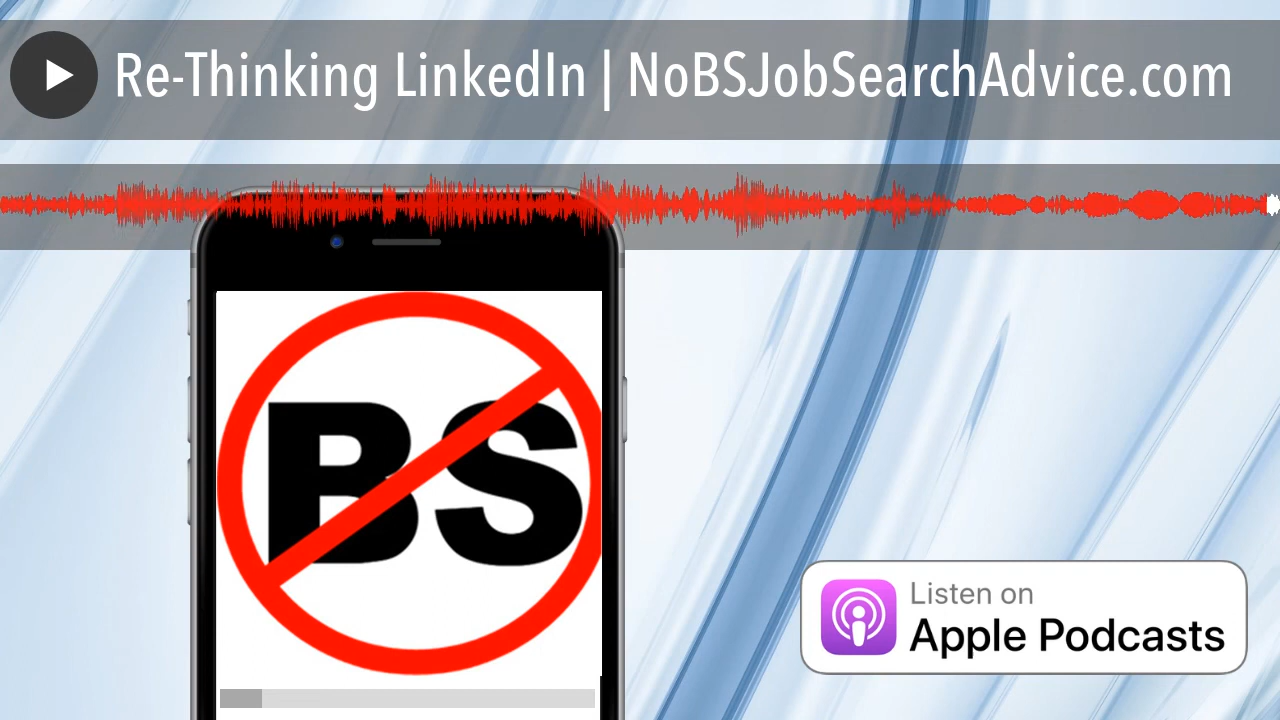 Re-Thinking LinkedIn | NoBSJobSearchAdvice.com
BS
Listen on
Apple Podcasts